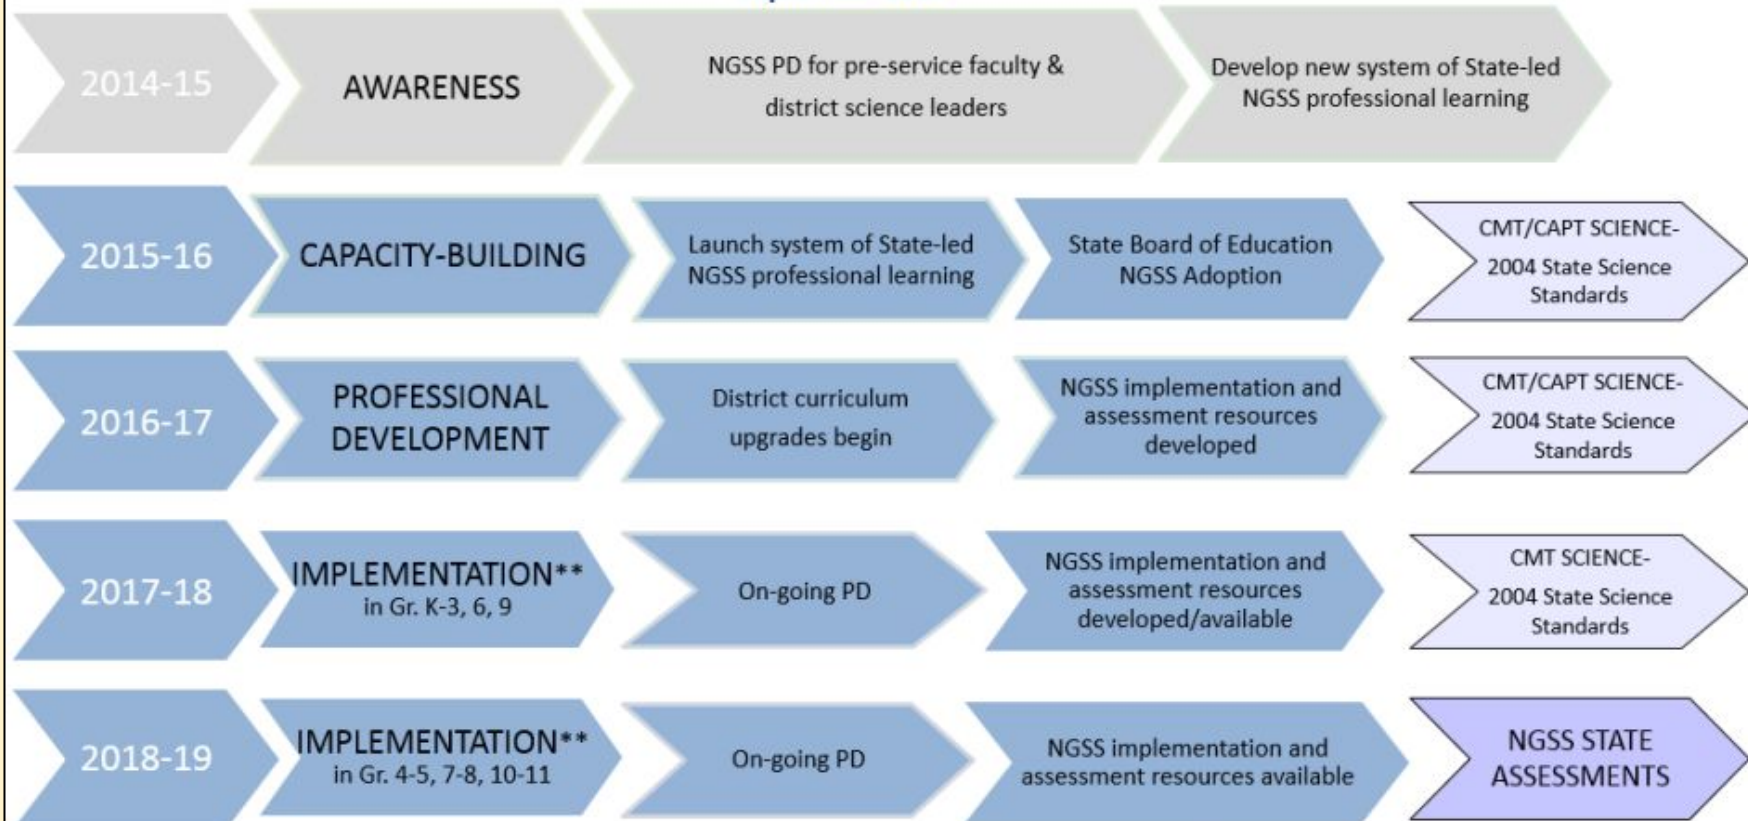 2014-15
AWARENESS
NGSS PD for pre-service faculty &
district science leaders
Develop new system of State-led
NGSS professional learning
2015-16
CAPACITY-BUILDING
Launch system of State-led
NGSS professional learning
State Board of Education
NGSS Adoption
CMT/CAPT SCIENCE-
2004 State Science
Standards
2016-17
PROFESSIONAL
DEVELOPMENT
District curriculum
upgrades begin
NGSS implementation and
assessment resources
developed
CMT/CAPT SCIENCE-
2004 State Science
Standards
2017-18
IMPLEMENTATION**
in Gr. K-3, 6, 9
On-going PD
NGSS implementation and
assessment resources
developed/available
CMT SCIENCE-
2004 State Science
Standards
2018-19
IMPLEMENTATION**
in Gr. 4-5, 7-8, 10-11
On-going PD
NGSS implementation and
assessment resources available
NGSS STATE
ASSESSMENTS